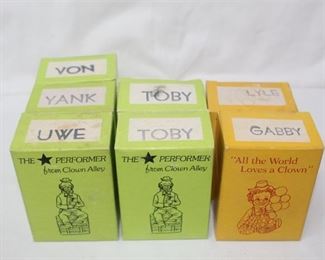 VON
YANK
TOBY
LYLE
UWE
TOBY
GABBY
THE ★ PERFORMER
from Clown Alley
THE ★ PERFORMER
from Clown Alley
"All the World
Loves a Clown"